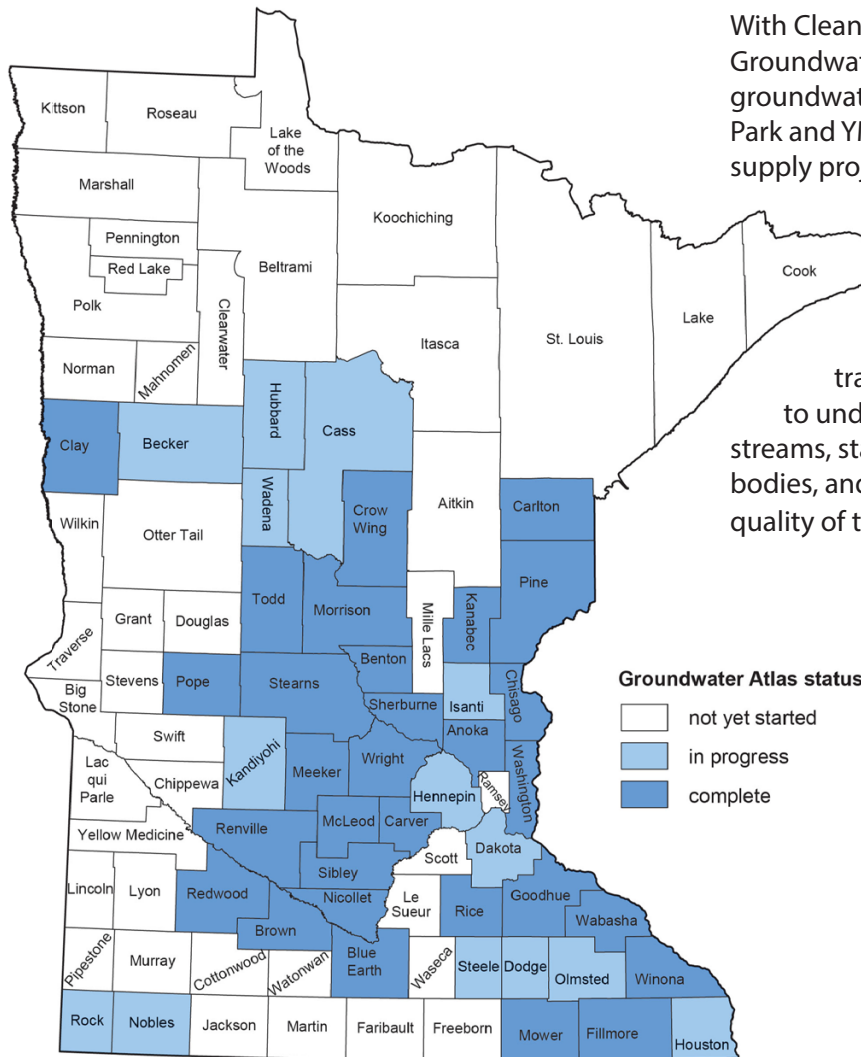 With Clean
Groundwat
groundwat
Park and YM
supply proj
tra
to und
streams, sta
bodies, and
quality of t
Kittson
Roseau
Lake
of the
Woods
Marshall
Koochiching
Pennington
Red Lake
Beltrami
Cook
Polk
Clearwater
Lake
Itasca
St. Louis
Norman
Mahnomen
Hubbard
Clay
Becker
Cass
Wadena
Crow
Wing
Aitkin
Carlton
Wilkin
Otter Tail
Pine
Todd
Morrison
Kanabec
Mille Lacs
Grant
Douglas
Traverse
Benton
Stevens
Pope
Stearns
Big
Stone
Sherburne
Isanti
Chisago
Anoka
Swift
Kandiyohi
Wright
Washington
Lac
qui
Parle
Chippewa
Meeker
Hennepin
Ramsey
Yellow Medicine
Renville
McLeod
Carver
Dakota
Scott
Sibley
Lincoln
Lyon
Redwood
Nicollet
Le
Sueur
Rice
Goodhue
Wabasha
Brown
Pipestone
Murray
Cottonwood
Watonwan
Blue
Earth
Waseca
Steele
Dodge
Olmsted
Winona
Rock
Nobles
Jackson
Martin
Faribault
Freeborn
Mower
Fillmore
Houston
Groundwater Atlas status
not yet started
in progress
complete